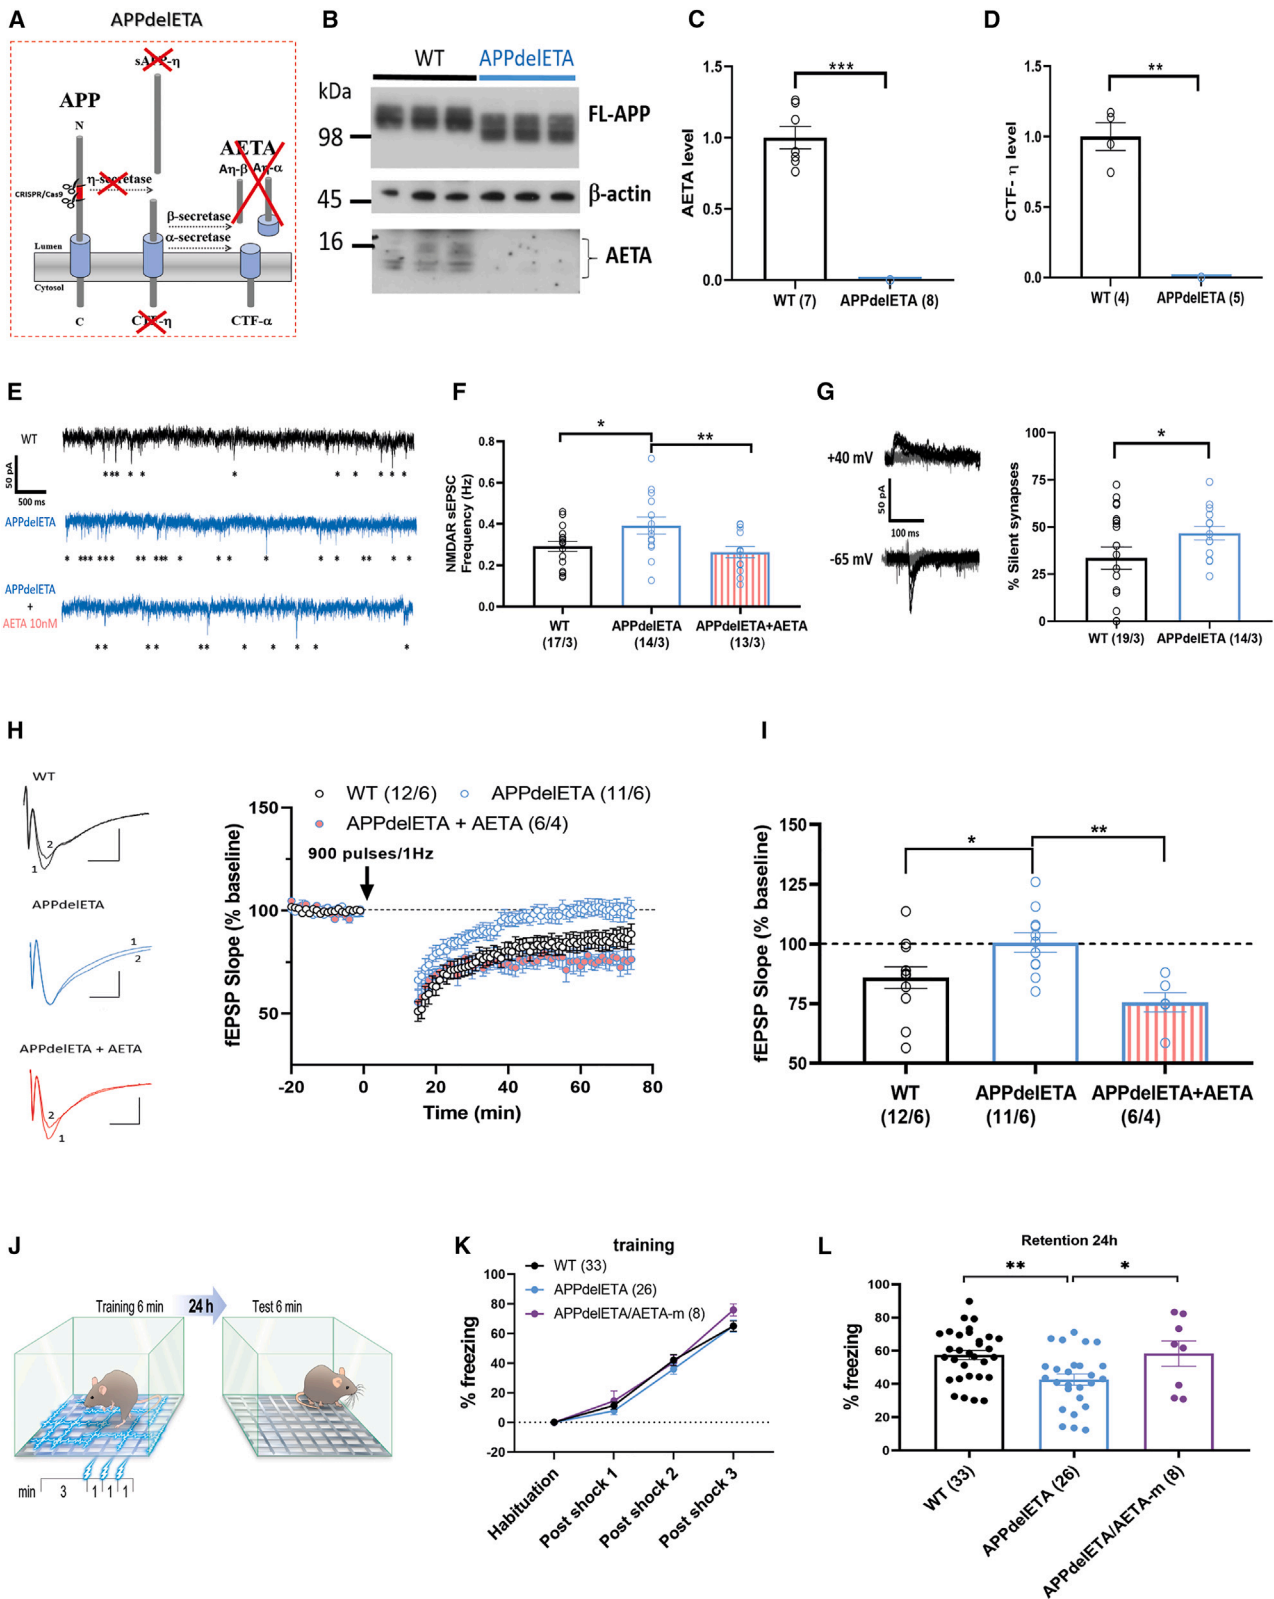 A
APPdelETA
sAPP-η
APP
N
AETA
Aη-β Aη-α
η-secretase
CRISPR/Cas9
β-secretase
α-secretase
Lumen
Cytosol
C
CTF-η
CTF-α
B
WT APPdelETA
kDa
FL-APP
98
β-actin
45
16
AETA
C
AETA level
1.5
1.0
0.5
0.0
***
WT (7)
APPdelETA (8)
D
CTF- η level
1.5
1.0
0.5
0.0
**
WT (4)
APPdelETA (5)
E
WT
50 pA
500 ms
APPdelETA
APPdelETA
+
AETA 10nM
F
NMDAR sEPSC
Frequency (Hz)
0.8
0.6
0.4
0.2
0.0
*
**
WT
(17/3)
APPdelETA
(14/3)
APPdelETA+AETA
(13/3)
G
+40 mV
50 pA
100 ms
-65 mV
% Silent synapses
100
75
50
25
0
*
WT (19/3)
APPdelETA (14/3)
H
WT
2
1
APPdelETA
1
2
APPdelETA + AETA
2
1
WT (12/6)
APPdelETA (11/6)
APPdelETA + AETA (6/4)
900 pulses/1Hz
fEPSP Slope (% baseline)
150
100
50
-20
0
20
40
60
80
Time (min)
I
fEPSP Slope (% baseline)
150
125
100
75
50
*
**
WT
(12/6)
APPdelETA
(11/6)
APPdelETA+AETA
(6/4)
J
Training 6 min
24 h
Test 6 min
min
3
1
1
1
K
training
WT (33)
APPdelETA (26)
APPdelETA/AETA-m (8)
% freezing
100
80
60
40
20
0
-20
Habituation
Post shock 1
Post shock 2
Post shock 3
L
Retention 24h
**
*
% freezing
100
80
60
40
20
0
WT (33)
APPdelETA (26)
APPdelETA/AETA-m (8)